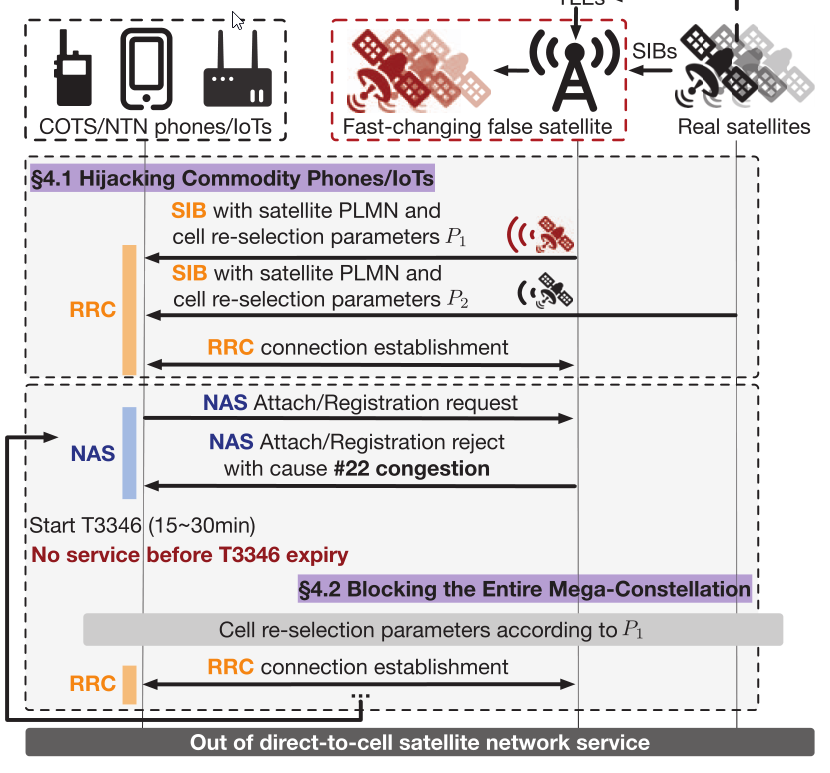 TLEs
SIBs
COTS/NTN phones/IoTs
Fast-changing false satellite
Real satellites
§4.1 Hijacking Commodity Phones/IoTs
SIB with satellite PLMN and
cell re-selection parameters P1
SIB with satellite PLMN and
cell re-selection parameters P2
RRC
RRC connection establishment
NAS Attach/Registration request
NAS
NAS Attach/Registration reject
with cause #22 congestion
Start T3346 (15~30min)
No service before T3346 expiry
§4.2 Blocking the Entire Mega-Constellation
Cell re-selection parameters according to P1
RRC connection establishment
RRC
...
Out of direct-to-cell satellite network service